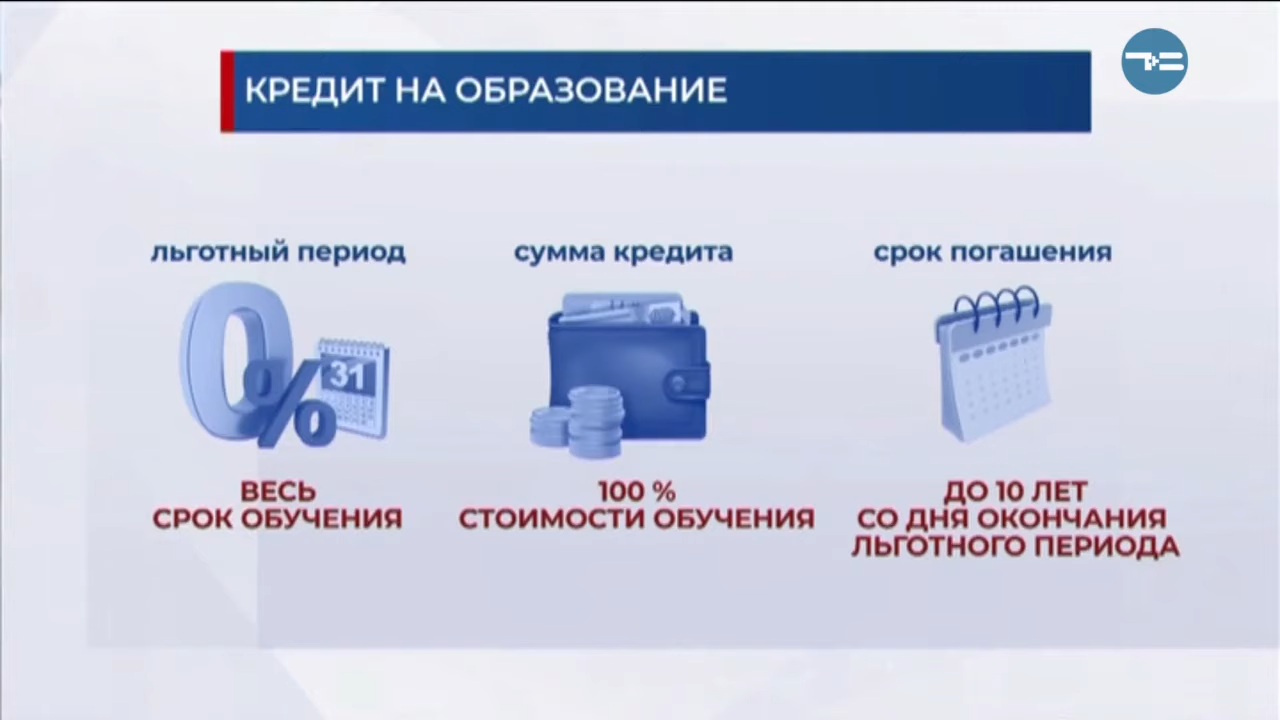 КРЕДИТ НА ОБРАЗОВАНИЕ
льготный период
0%
31
ВЕСЬ
СРОК ОБУЧЕНИЯ
сумма кредита
100 %
СТОИМОСТИ ОБУЧЕНИЯ
срок погашения
ДО 10 ЛЕТ
СО ДНЯ ОКОНЧАНИЯ
ЛЬГОТНОГО ПЕРИОДА